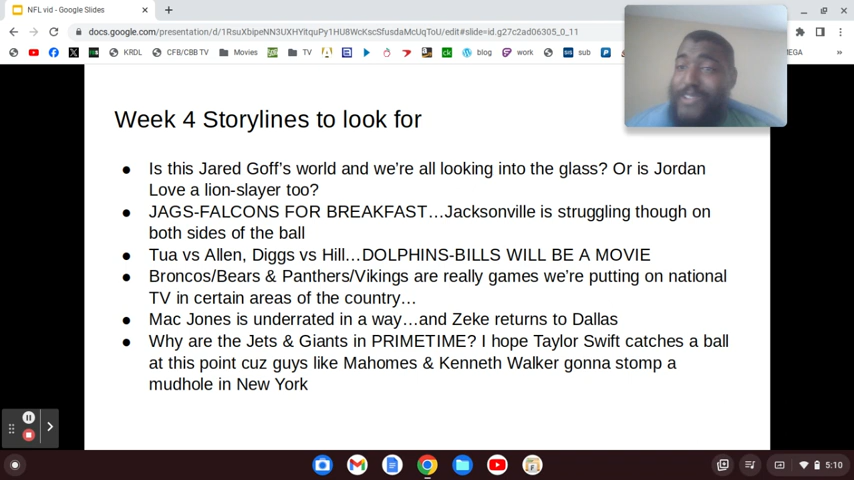 NFL vid - Google Slides
docs.google.com/presentation/d/1RsuXbipeNN3UXHYitquPy1HU8WcKscSfusdaMcUqToU/edit#slide=id.g27c2ad06305_0_11
KRDL CFB/CBB TV Movies TV blog work sub MEGA
Week 4 Storylines to look for
● Is this Jared Goff's world and we're all looking into the glass? Or is Jordan
Love a lion-slayer too?
● JAGS-FALCONS FOR BREAKFAST…Jacksonville is struggling though on
both sides of the ball
● Tua vs Allen, Diggs vs Hill…DOLPHINS-BILLS WILL BE A MOVIE
● Broncos/Bears & Panthers/Vikings are really games we're putting on national
TV in certain areas of the country…
● Mac Jones is underrated in a way…and Zeke returns to Dallas
● Why are the Jets & Giants in PRIMETIME? I hope Taylor Swift catches a ball
at this point cuz guys like Mahomes & Kenneth Walker gonna stomp a
mudhole in New York
5:10